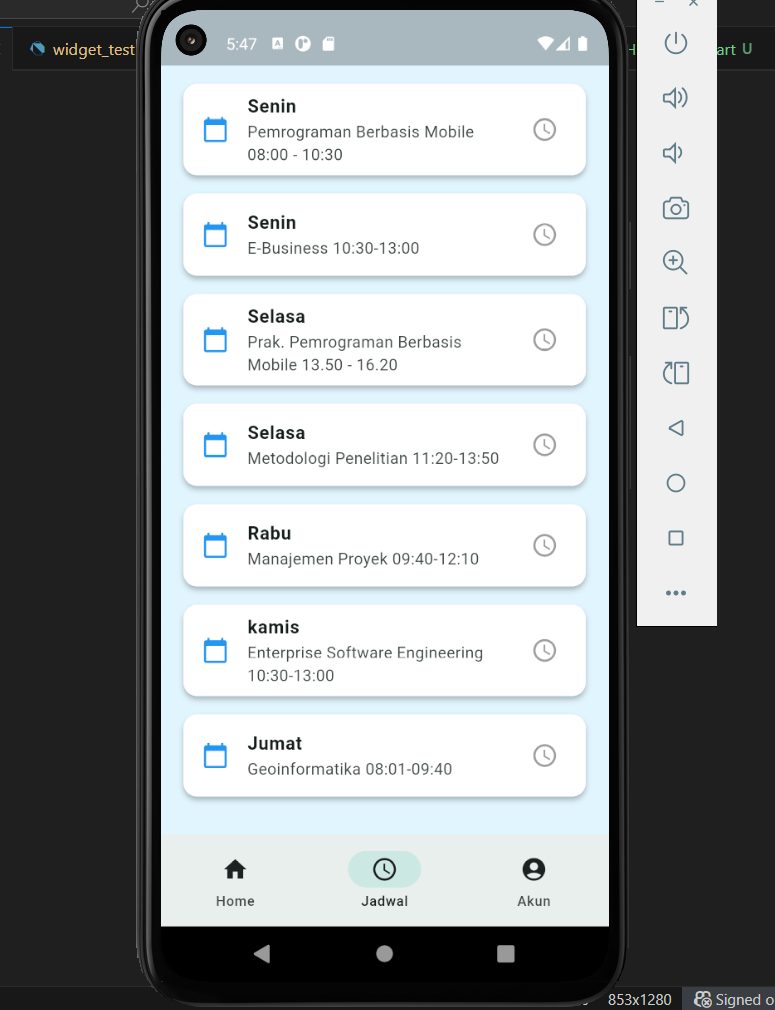 widget_test
art U
5:47
Senin
Pemrograman Berbasis Mobile
08:00 - 10:30
Senin
E-Business 10:30-13:00
Selasa
Prak. Pemrograman Berbasis
Mobile 13.50 - 16.20
Selasa
Metodologi Penelitian 11:20-13:50
Rabu
Manajemen Proyek 09:40-12:10
kamis
Enterprise Software Engineering
10:30-13:00
Jumat
Geoinformatika 08:01-09:40
Home
Jadwal
Akun
853x1280
Signed o